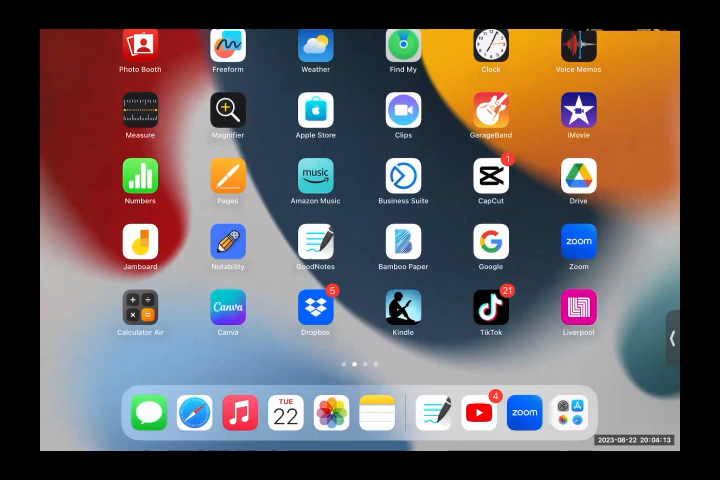 Photo Booth Freeform Weather Find My Clock Voice Memos
Measure Magnifier Apple Store Clips GarageBand iMovie
music 1
Numbers Pages Amazon Music Business Suite CapCut Drive
zoom
Jamboard Notability GoodNotes Bamboo Paper Google Zoom
Canva 5 21
Calculator Air Canva Dropbox Kindle TikTok Liverpool
TUE
22
4
zoom
2023-08-22 20:04:13